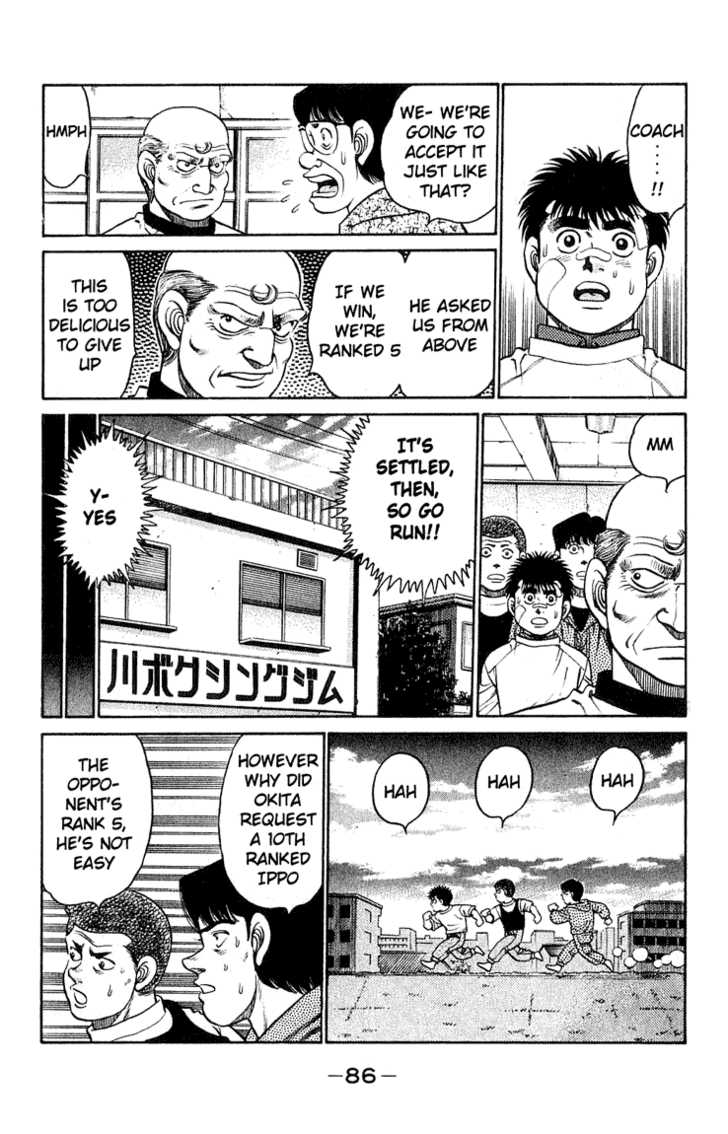 COACH
. . . .
!!
WE- WE'RE
GOING TO
ACCEPT IT
JUST LIKE
THAT?
HMPH
HE ASKED
US FROM
ABOVE
IF WE
WIN,
WE'RE
RANKED 5
THIS
IS TOO
DELICIOUS
TO GIVE
UP
MM
IT'S
SETTLED,
THEN,
SO GO
RUN!!
Y-
YES
川ボクシングジム
HAH
HAH
HAH
HOWEVER
WHY DID
OKITA
REQUEST
A 10TH
RANKED
IPPO
THE
OPPO-
NENT'S
RANK 5,
HE'S NOT
EASY
—86—